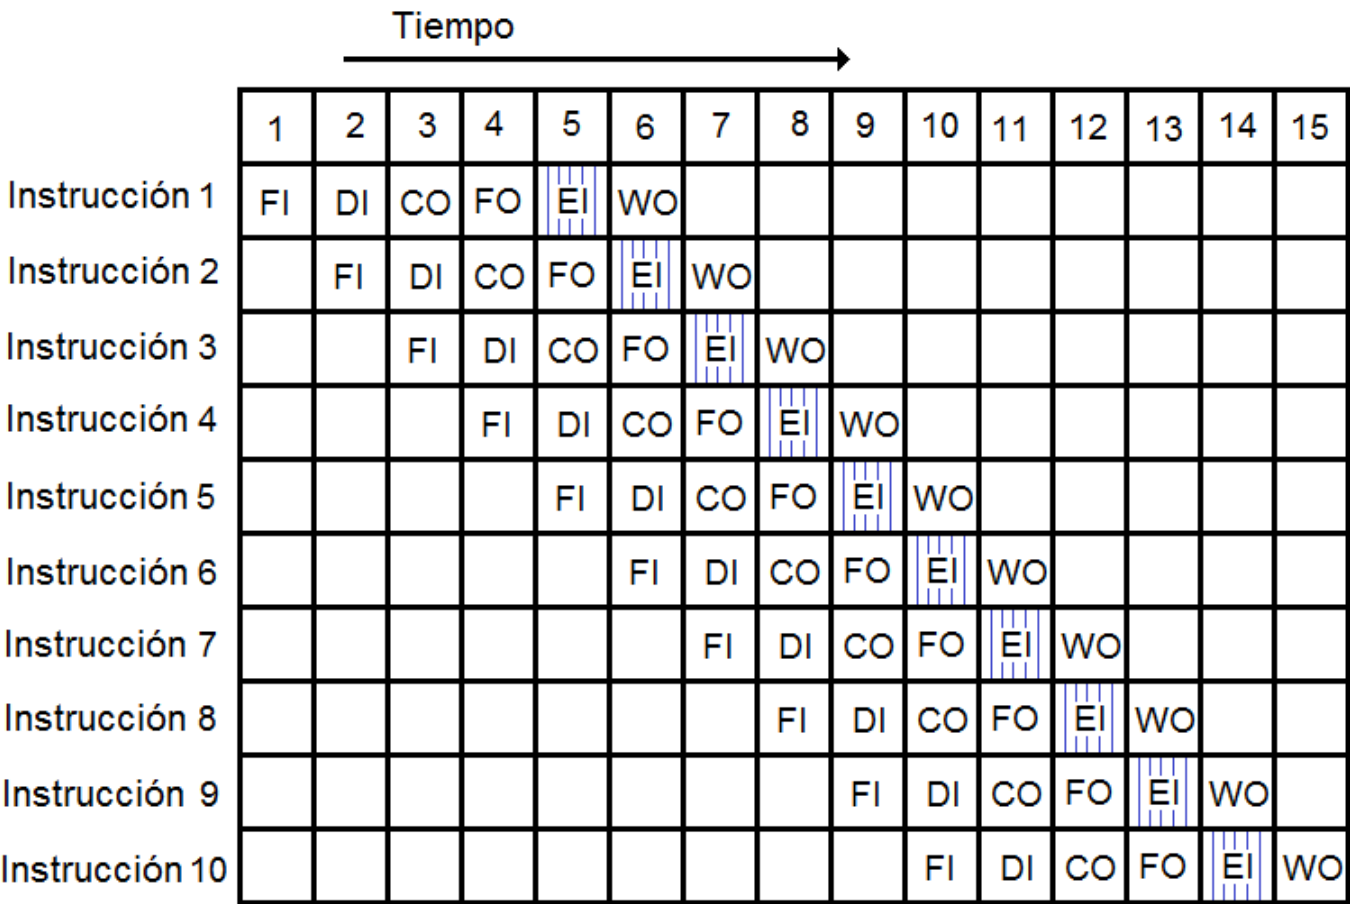 Tiempo
1 2 3 4 5 6 7 8 9 10 11 12 13 14 15
Instrucción 1 FI DI CO FO EI WO
Instrucción 2 FI DI CO FO EI WO
Instrucción 3 FI DI CO FO EI WO
Instrucción 4 FI DI CO FO EI WO
Instrucción 5 FI DI CO FO EI WO
Instrucción 6 FI DI CO FO EI WO
Instrucción 7 FI DI CO FO EI WO
Instrucción 8 FI DI CO FO EI WO
Instrucción 9 FI DI CO FO EI WO
Instrucción 10 FI DI CO FO EI WO